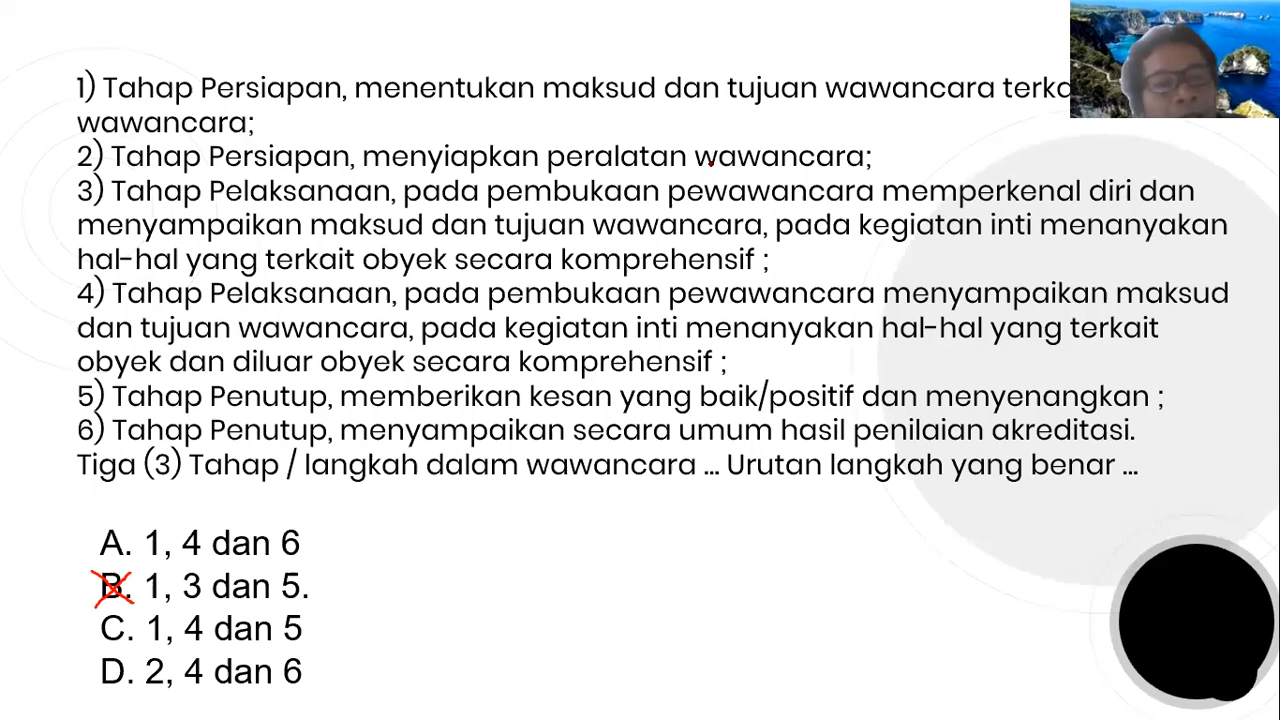 1) Tahap Persiapan, menentukan maksud dan tujuan wawancara
wawancara;
2) Tahap Persiapan, menyiapkan peralatan wawancara;
3) Tahap Pelaksanaan, pada pembukaan pewawancara memperkenal diri dan
menyampaikan maksud dan tujuan wawancara, pada kegiatan inti menanyakan
hal-hal yang terkait obyek secara komprehensif ;
4) Tahap Pelaksanaan, pada pembukaan pewawancara menyampaikan maksud
dan tujuan wawancara, pada kegiatan inti menanyakan hal-hal yang terkait
obyek dan diluar obyek secara komprehensif ;
5) Tahap Penutup, memberikan kesan yang baik/positif dan menyenangkan ;
6) Tahap Penutup, menyampaikan secara umum hasil penilaian akreditasi.
Tiga (3) Tahap / langkah dalam wawancara ... Urutan langkah yang benar ...
A. 1, 4 dan 6
B. 1, 3 dan 5.
C. 1, 4 dan 5
D. 2, 4 dan 6